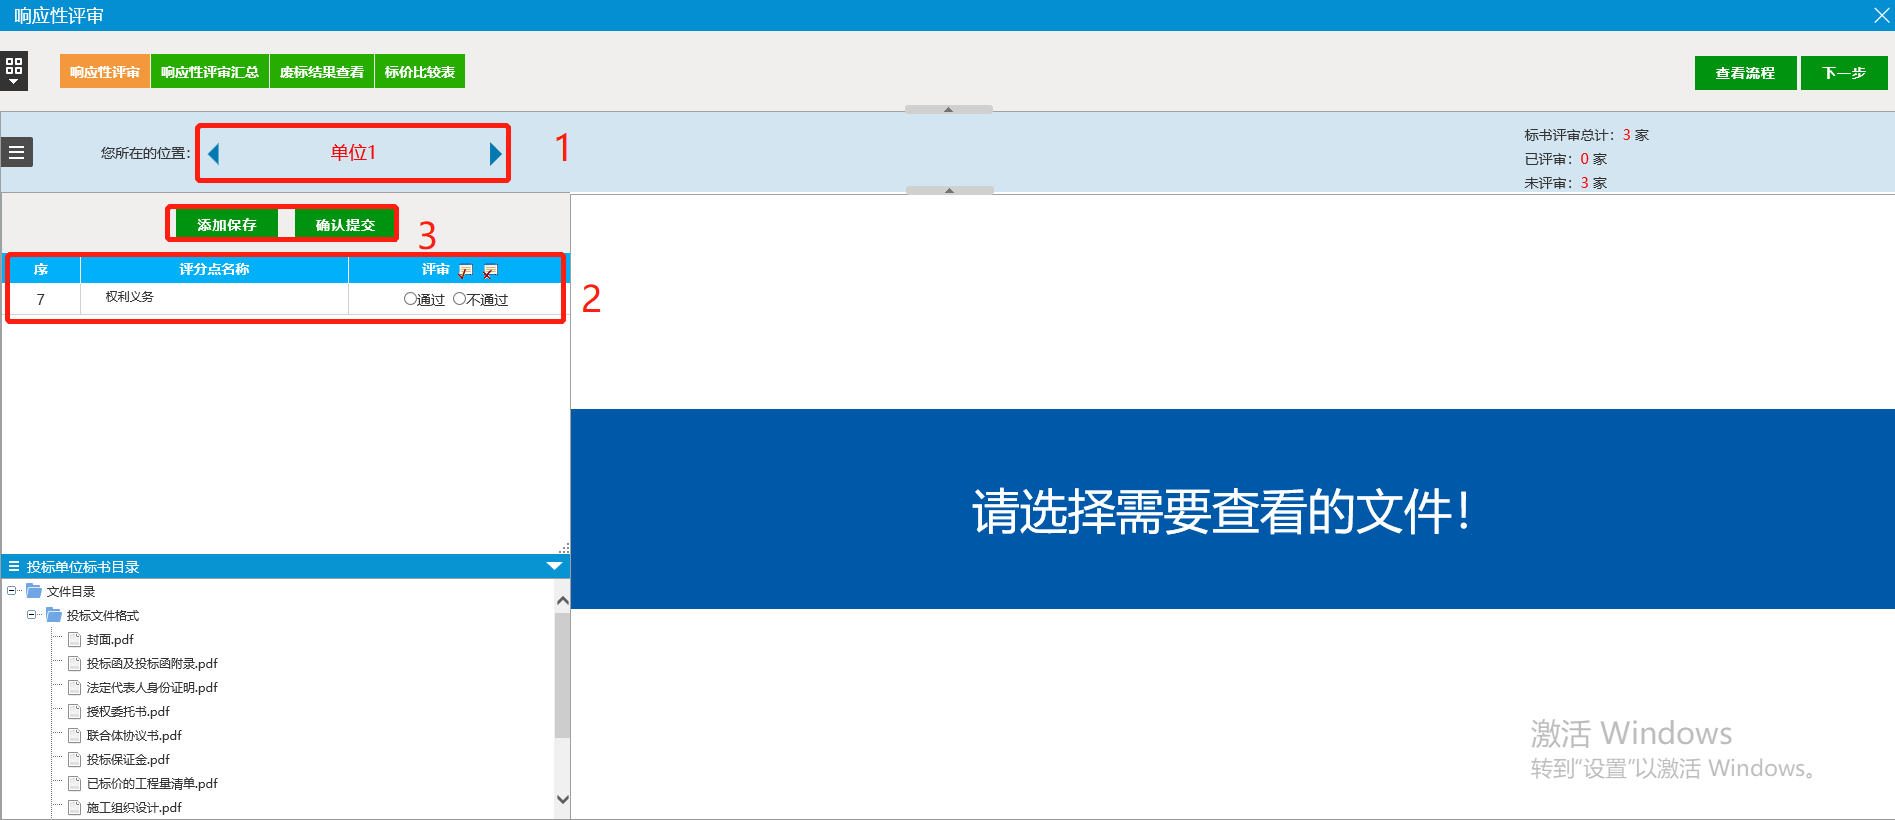 响应性评审
响应性评审 响应性评审汇总 废标结果查看 标价比较表
查看流程 下一步
您所在的位置： 单位1 1
标书评审总计：3 家
已评审：0 家
未评审：3 家
添加保存 确认提交 3
序 评分点名称 评审
7 权利义务 通过 不通过
2
请选择需要查看的文件！
投标单位标书目录
文件目录
投标文件格式
封面.pdf
投标函及投标函附录.pdf
法定代表人身份证明.pdf
授权委托书.pdf
联合体协议书.pdf
投标保证金.pdf
已标价的工程量清单.pdf
施工组织设计.pdf
激活 Windows
转到"设置"以激活 Windows。